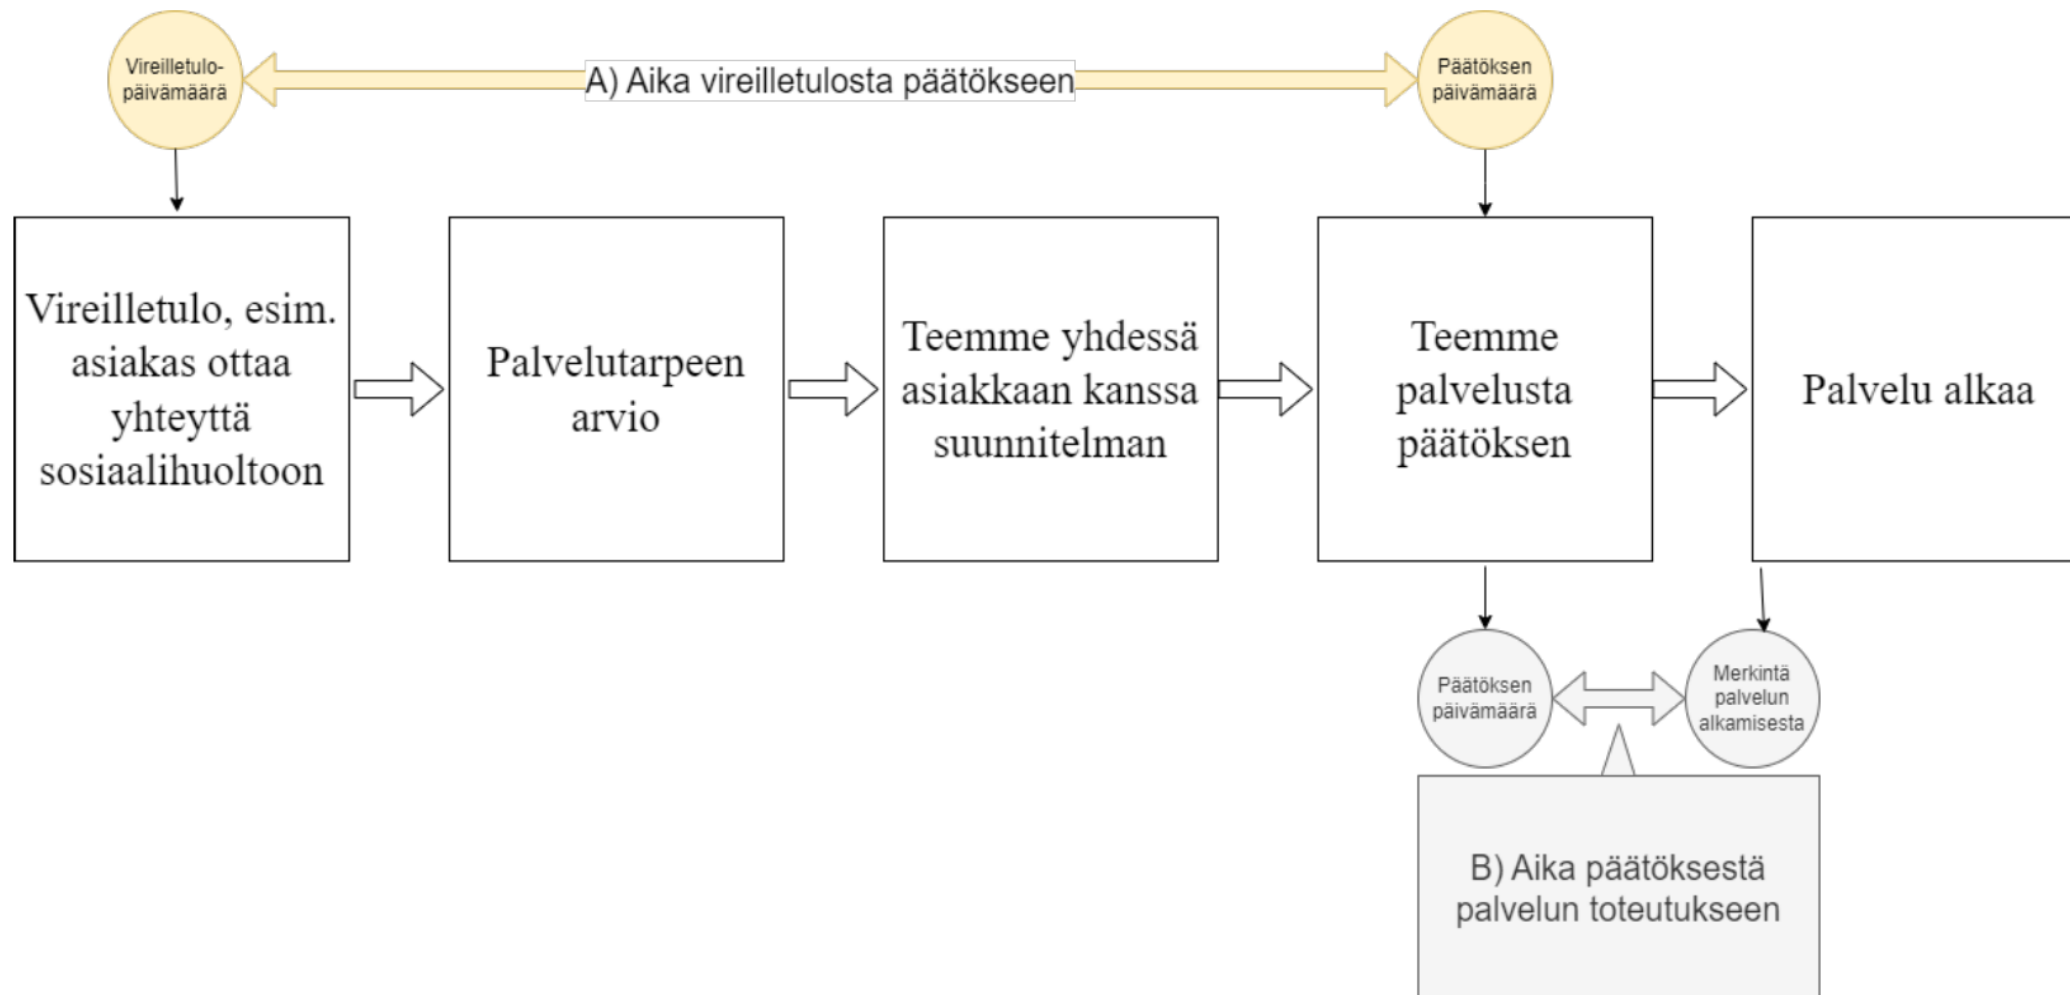 Vireilletulo-
päivämäärä
A) Aika vireilletulosta päätökseen
Päätöksen
päivämäärä
Vireilletulo, esim.
asiakas ottaa
yhteyttä
sosiaalihuoltoon
Palvelutarpeen
arvio
Teemme yhdessä
asiakkaan kanssa
suunnitelman
Teemme
palvelusta
päätöksen
Palvelu alkaa
Päätöksen
päivämäärä
Merkintä
palvelun
alkamisesta
B) Aika päätöksestä
palvelun toteutukseen